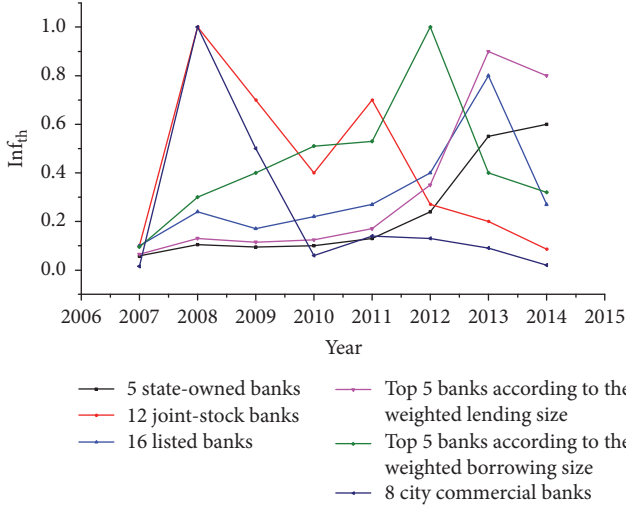 1.0
0.8
0.6
0.4
0.2
0.0
Inf_th
2006 2007 2008 2009 2010 2011 2012 2013 2014 2015
Year
5 state-owned banks
12 joint-stock banks
16 listed banks
Top 5 banks according to the
weighted lending size
Top 5 banks according to the
weighted borrowing size
8 city commercial banks